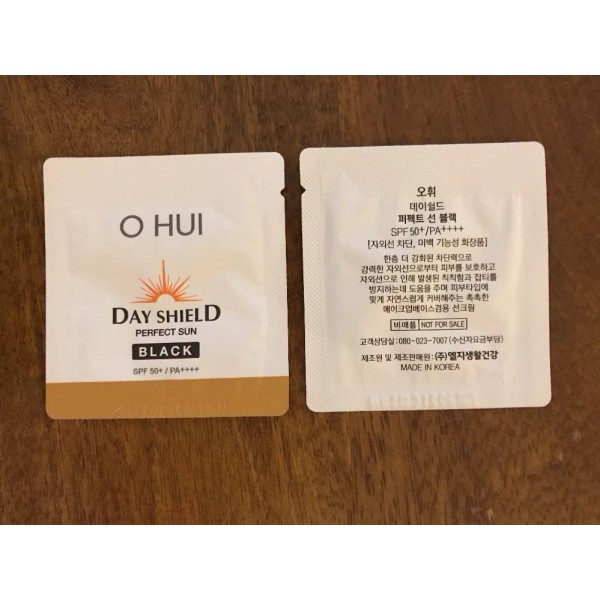 O HUI
DAY SHIELD
PERFECT SUN
BLACK
SPF 50+ / PA++++
오휘
데이쉴드
퍼펙트 선 블랙
SPF 50+/PA++++
[자외선 차단, 미백 기능성 화장품]
한층 더 강화된 차단력으로
강력한 자외선으로부터 피부를 보호하고
자외선으로 인해 발생된 칙칙함과 잡티를
방지하는데 도움을 주며 피부타입에
맞게 자연스럽게 커버해주는 촉촉한
메이크업베이스겸용 선크림
비매품 NOT FOR SALE
고객상담실 : 080-023-7007 (수신자요금부담)
제조원 및 제조판매원 : (주)엘지생활건강
MADE IN KOREA